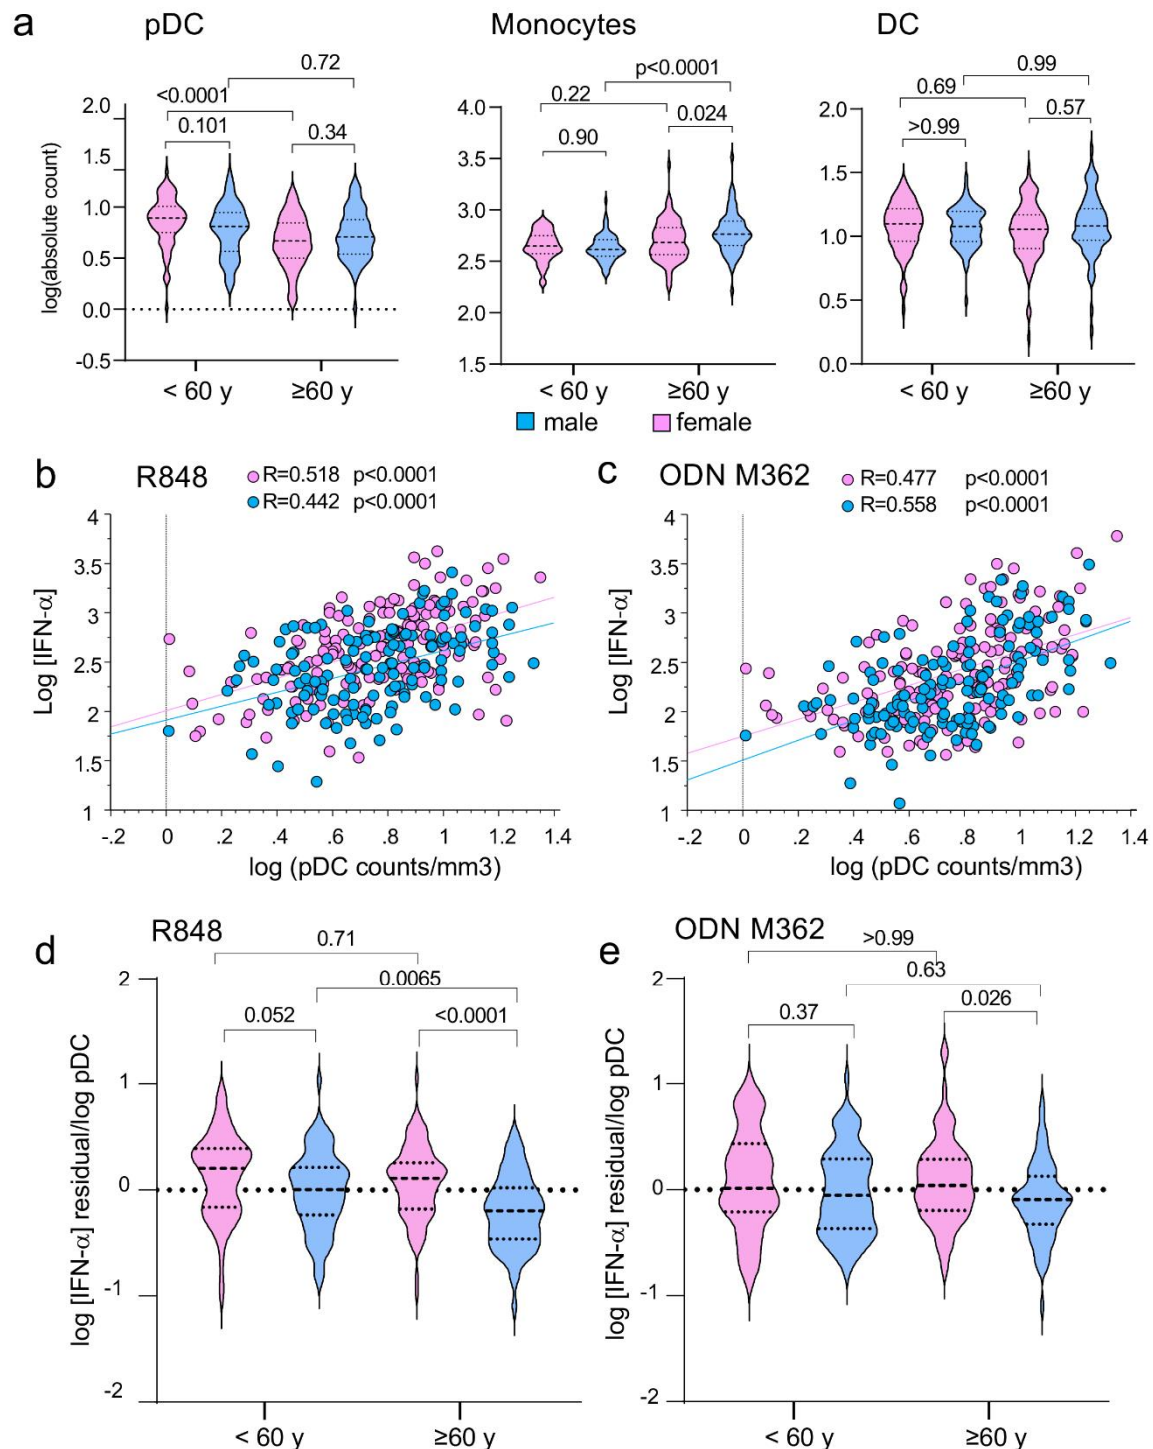 a
pDC
Monocytes
DC
0.72
p<0.0001
0.99
<0.0001
0.22
0.69
0.101
0.34
0.90
0.024
>0.99
0.57
log(absolute count)
2.0
1.5
1.0
0.5
0.0
-0.5
4.0
3.0
2.5
2.0
1.5
2.0
1.5
1.0
0.5
0.0
< 60 y
≥60 y
< 60 y
≥60 y
< 60 y
≥60 y
male
female
b
R848
R=0.518 p<0.0001
R=0.442 p<0.0001
c
ODN M362
R=0.477 p<0.0001
R=0.558 p<0.0001
Log [IFN-α]
4
3.5
3
2.5
2
1.5
1
-.2 0 .2 .4 .6 .8 1 1.2 1.4
log (pDC counts/mm3)
Log [IFN-α]
4
3.5
3
2.5
2
1.5
1
-.2 0 .2 .4 .6 .8 1 1.2 1.4
log (pDC counts/mm3)
d
R848
0.71
0.0065
0.052
<0.0001
log [IFN-α] residual/log pDC
2
1
0
-1
-2
< 60 y
≥60 y
e
ODN M362
>0.99
0.63
0.37
0.026
log [IFN-α] residual/log pDC
2
1
0
-1
-2
< 60 y
≥60 y